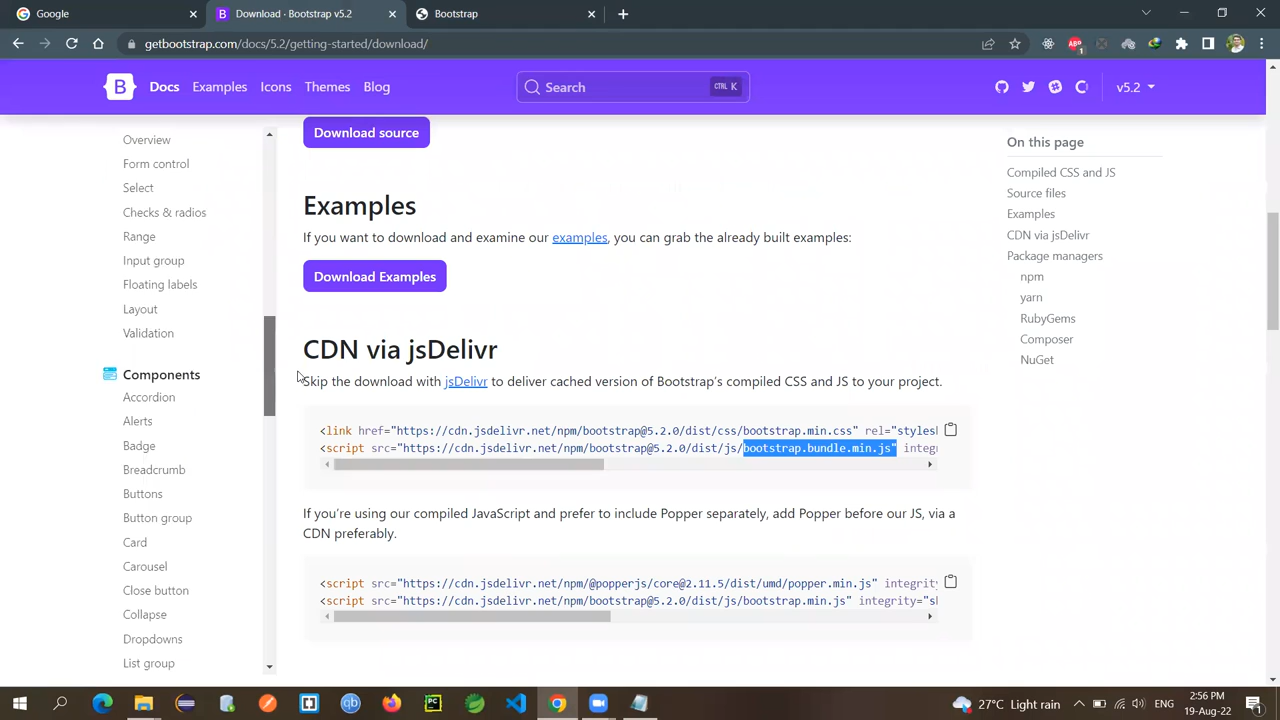 Google
Download · Bootstrap v5.2
Bootstrap
getbootstrap.com/docs/5.2/getting-started/download/
ABP
1
B
Docs
Examples
Icons
Themes
Blog
Search
CTRL K
v5.2
Overview
Form control
Select
Checks & radios
Range
Input group
Floating labels
Layout
Validation
Components
Accordion
Alerts
Badge
Breadcrumb
Buttons
Button group
Card
Carousel
Close button
Collapse
Dropdowns
List group
Download source
Examples
If you want to download and examine our examples, you can grab the already built examples:
Download Examples
CDN via jsDelivr
Skip the download with jsDelivr to deliver cached version of Bootstrap's compiled CSS and JS to your project.
<link href="https://cdn.jsdelivr.net/npm/bootstrap@5.2.0/dist/css/bootstrap.min.css" rel="styles
<script src="https://cdn.jsdelivr.net/npm/bootstrap@5.2.0/dist/js/bootstrap.bundle.min.js" integr
If you're using our compiled JavaScript and prefer to include Popper separately, add Popper before our JS, via a
CDN preferably.
<script src="https://cdn.jsdelivr.net/npm/@popperjs/core@2.11.5/dist/umd/popper.min.js" integrity
<script src="https://cdn.jsdelivr.net/npm/bootstrap@5.2.0/dist/js/bootstrap.min.js" integrity="s
On this page
Compiled CSS and JS
Source files
Examples
CDN via jsDelivr
Package managers
npm
yarn
RubyGems
Composer
NuGet
qb
PC
27°C Light rain
ENG
2:56 PM
19-Aug-22
1